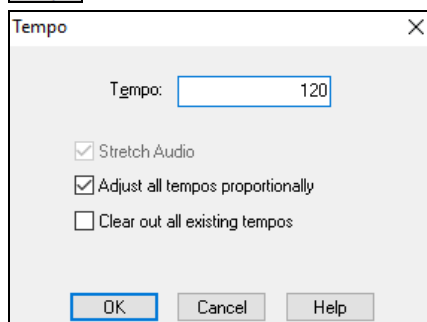 Tempo
Tempo: 120
Stretch Audio
Adjust all tempos proportionally
Clear out all existing tempos
OK Cancel Help